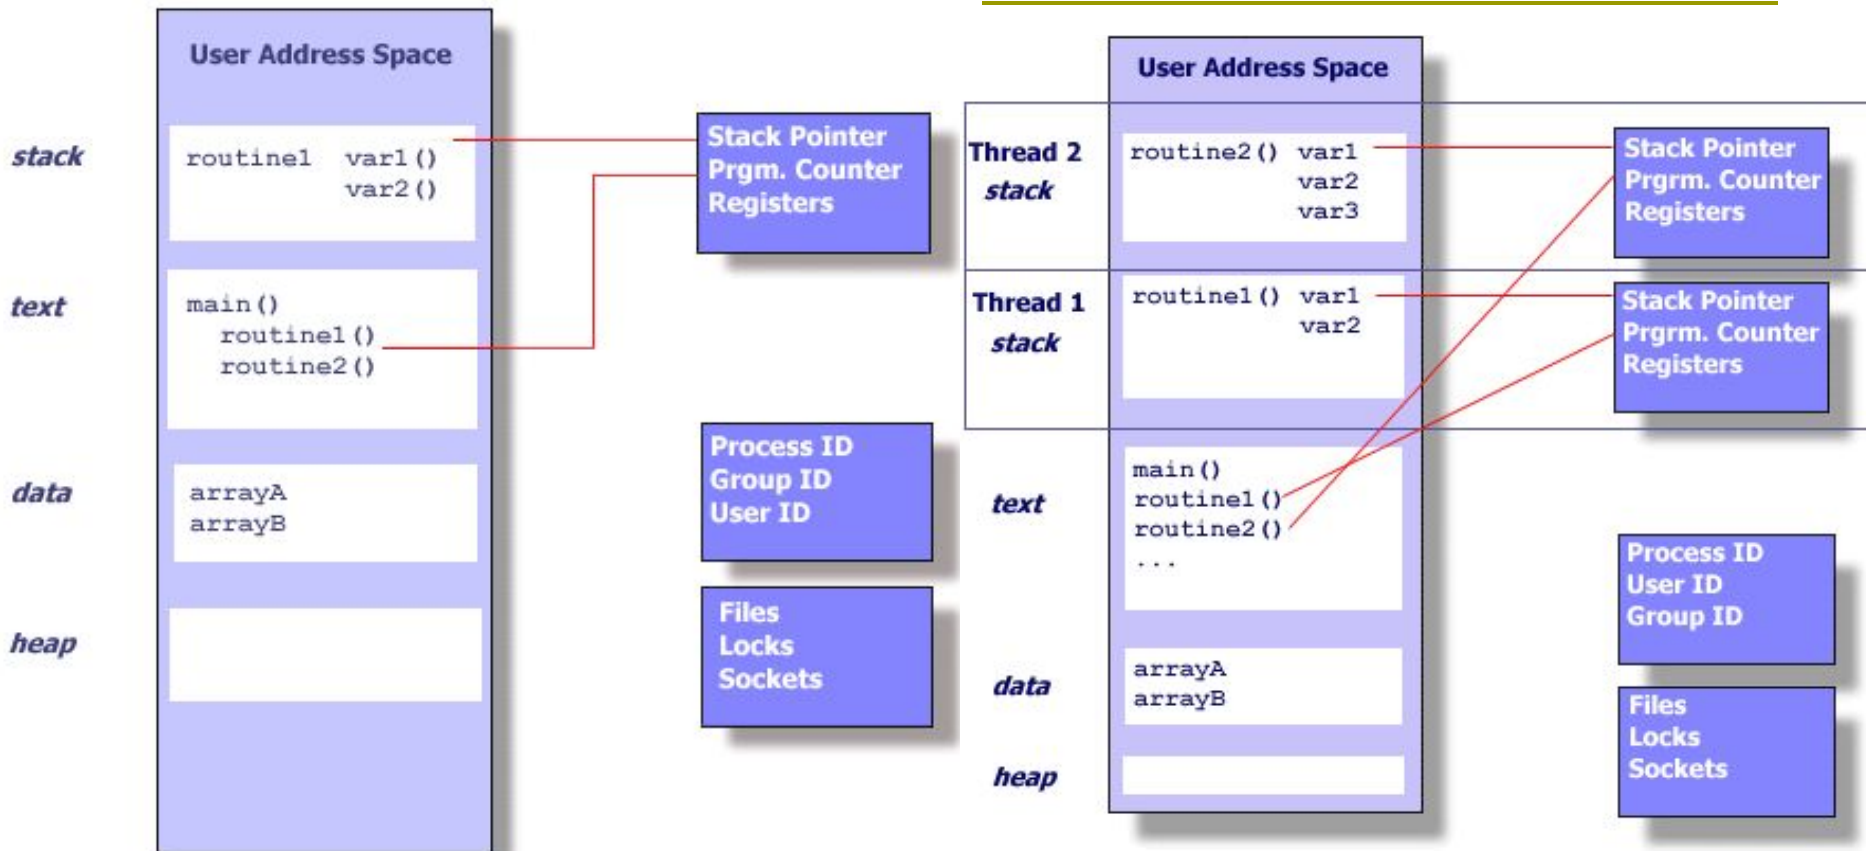 User Address Space
stack
routine1 var1()
var2()
Stack Pointer
Prgm. Counter
Registers
text
main()
routine1()
routine2()
Process ID
Group ID
User ID
data
arrayA
arrayB
Files
Locks
Sockets
heap
User Address Space
Thread 2
stack
routine2() var1
var2
var3
Stack Pointer
Prgrm. Counter
Registers
Thread 1
stack
routine1() var1
var2
Stack Pointer
Prgrm. Counter
Registers
text
main()
routine1()
routine2()
...
Process ID
User ID
Group ID
data
arrayA
arrayB
Files
Locks
Sockets
heap